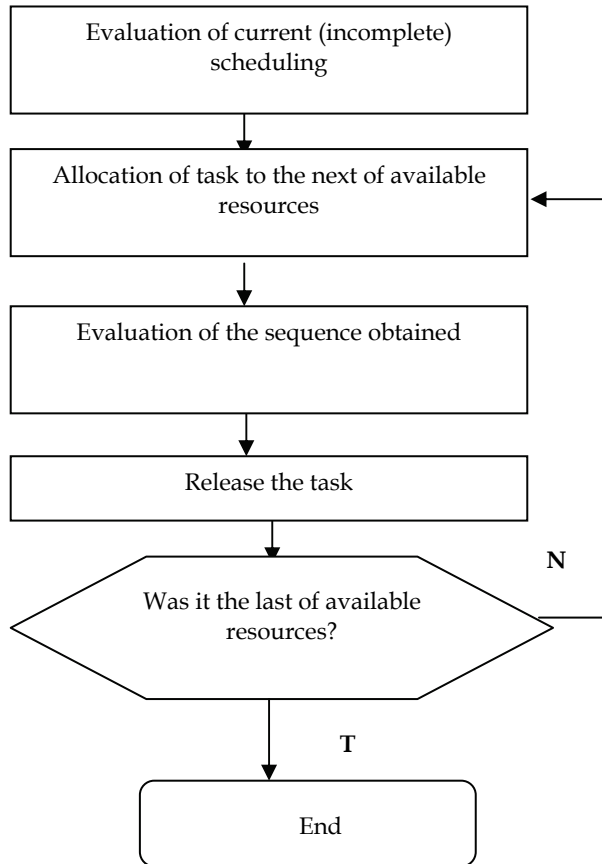 Evaluation of current (incomplete)
scheduling
Allocation of task to the next of available
resources
Evaluation of the sequence obtained
Release the task
N
Was it the last of available
resources?
T
End